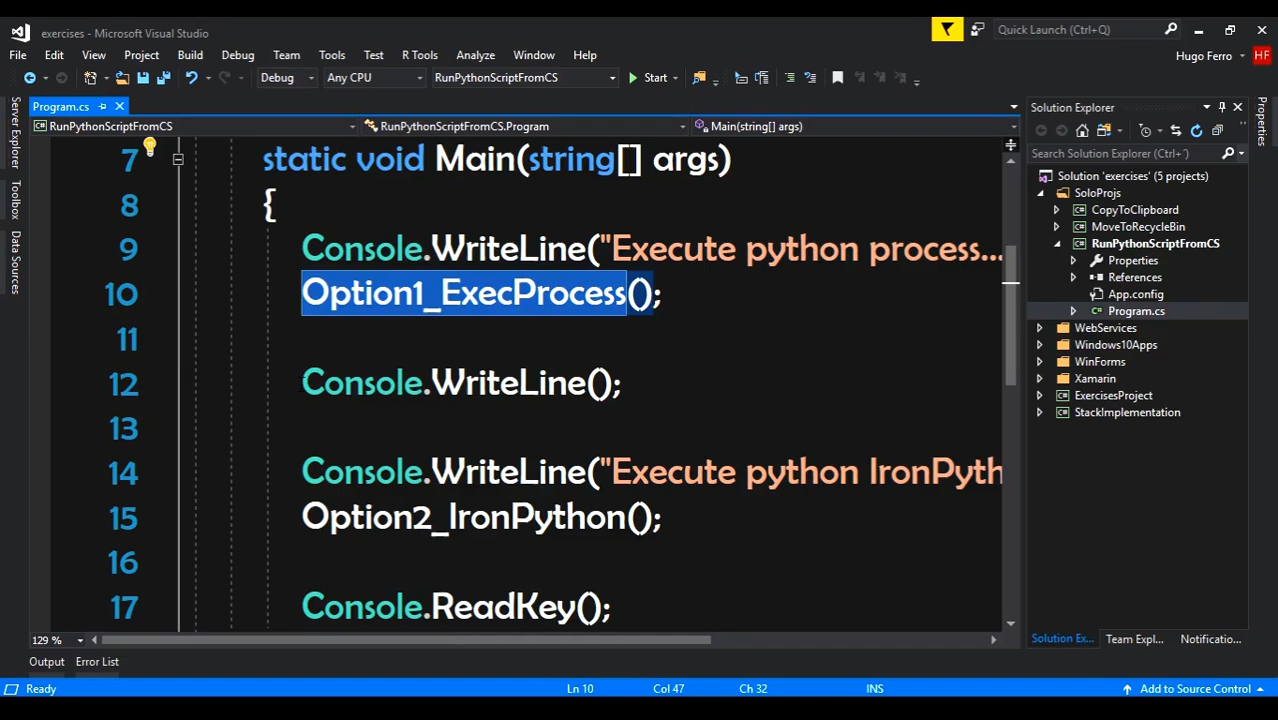 exercises - Microsoft Visual Studio
Quick Launch (Ctrl+Q)
File Edit View Project Build Debug Team Tools Test R Tools Analyze Window Help
Hugo Ferro HF
Debug Any CPU RunPythonScriptFromCS Start
Server Explorer
Toolbox
Data Sources
Program.cs
RunPythonScriptFromCS RunPythonScriptFromCS.Program Main(string[] args)
7 static void Main(string[] args)
8 {
9 Console.WriteLine("Execute python process...
10 Option1_ExecProcess();
11
12 Console.WriteLine();
13
14 Console.WriteLine("Execute python IronPyth
15 Option2_IronPython();
16
17 Console.ReadKey();
129 %
Solution Explorer
Search Solution Explorer (Ctrl+´)
Solution 'exercises' (5 projects)
SoloProjs
CopyToClipboard
MoveToRecycleBin
RunPythonScriptFromCS
Properties
References
App.config
Program.cs
WebServices
Windows10Apps
WinForms
Xamarin
ExercisesProject
StackImplementation
Solution Ex... Team Expl... Notificatio...
Properties
Output Error List
Ready Ln 10 Col 47 Ch 32 INS Add to Source Control